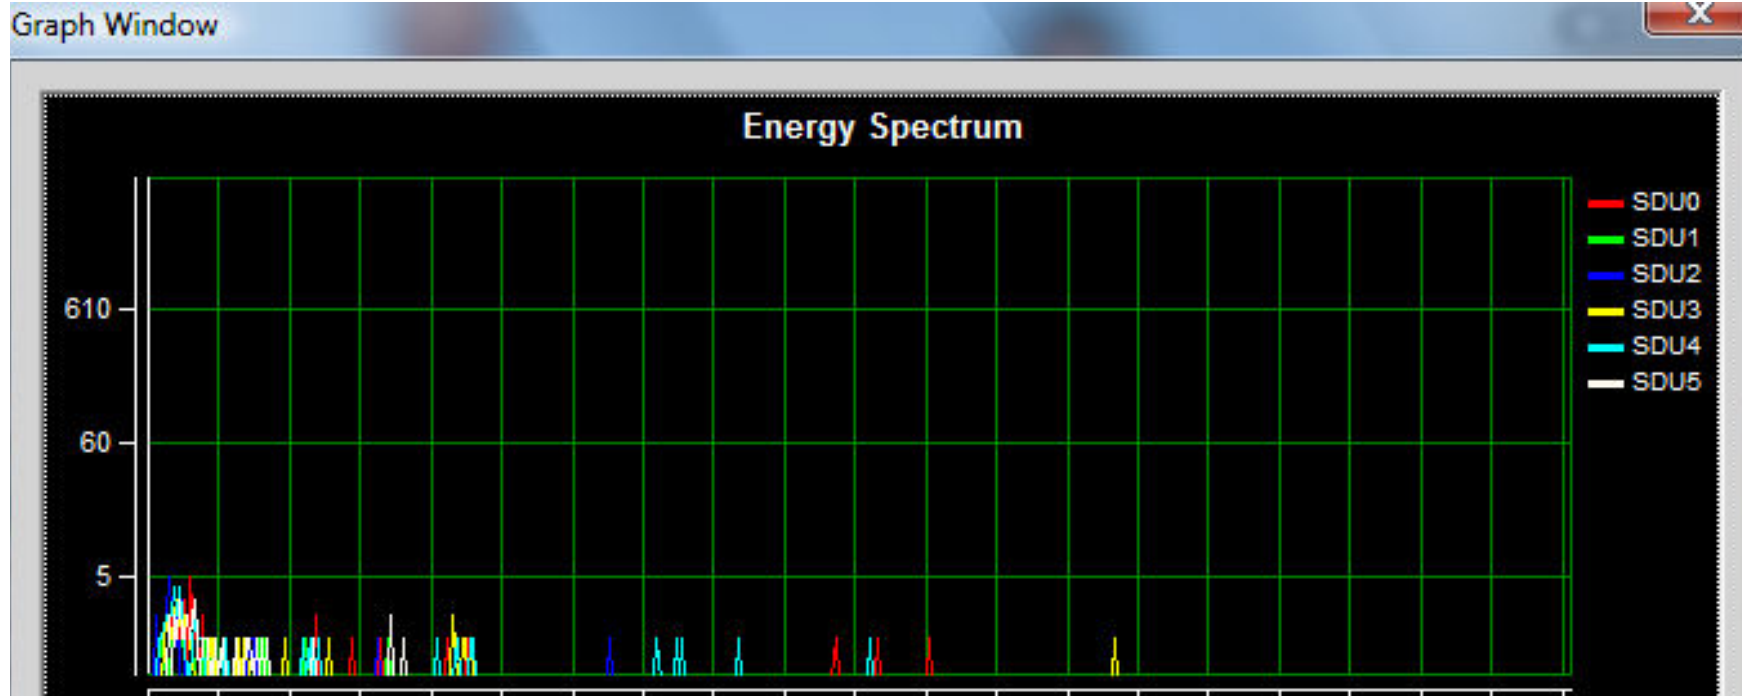 Graph Window
X
Energy Spectrum
610
60
5
SDU0
SDU1
SDU2
SDU3
SDU4
SDU5